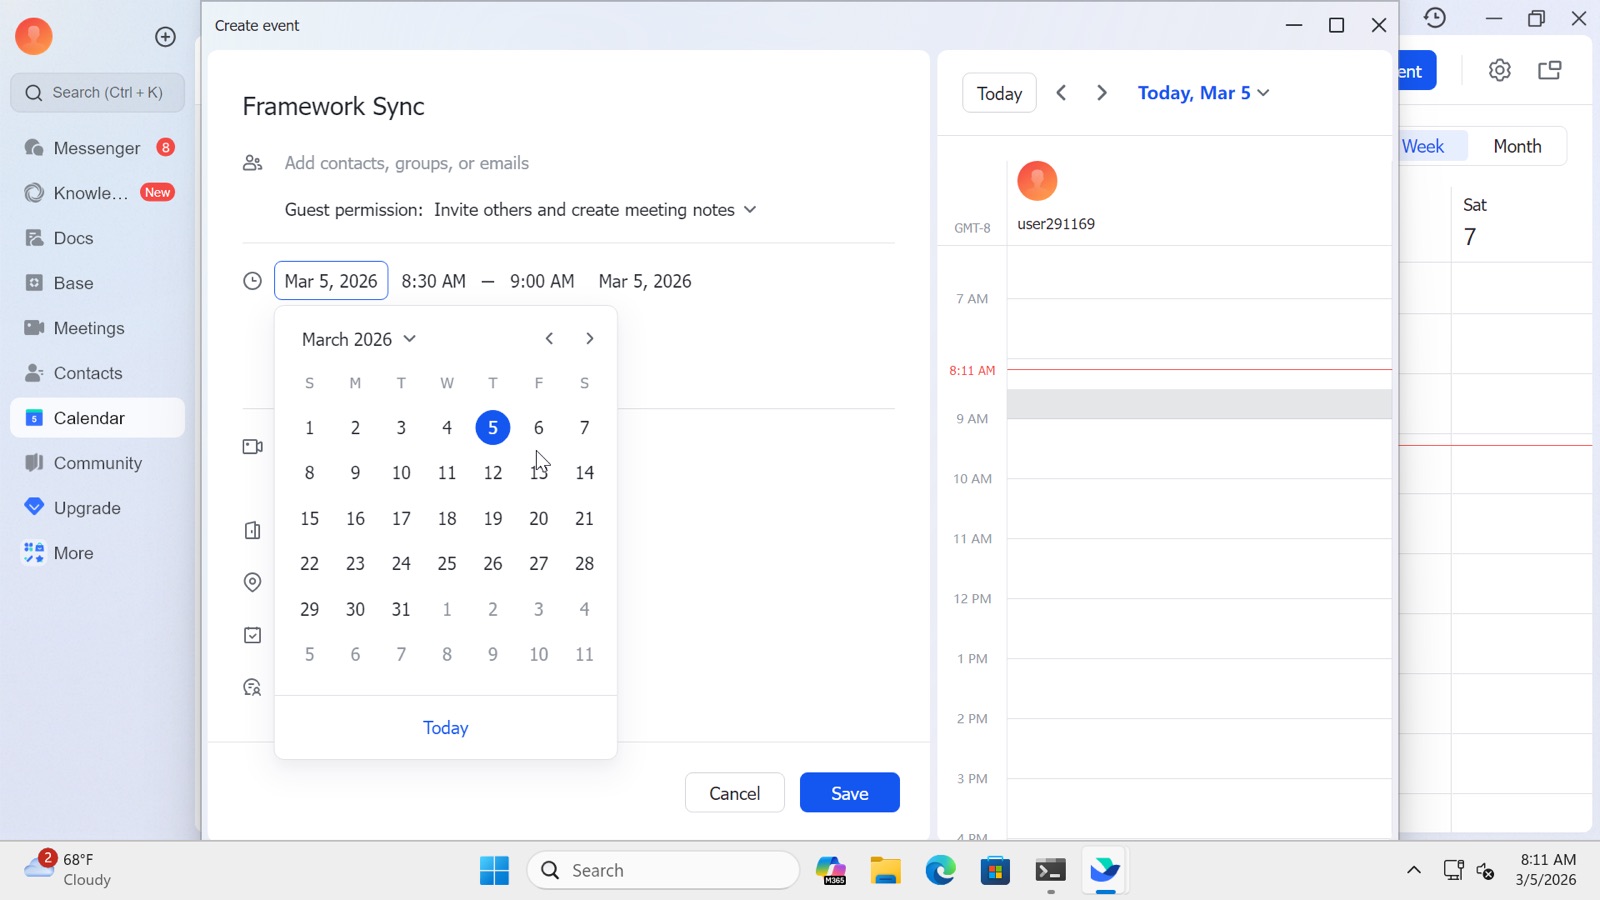 Create event
Search (Ctrl + K)
Messenger 8
Knowle... New
Docs
Base
Meetings
Contacts
5 Calendar
Community
Upgrade
More
Framework Sync
Add contacts, groups, or emails
Guest permission: Invite others and create meeting notes
Mar 5, 2026 8:30 AM – 9:00 AM Mar 5, 2026
March 2026
S M T W T F S
1 2 3 4 5 6 7
8 9 10 11 12 13 14
15 16 17 18 19 20 21
22 23 24 25 26 27 28
29 30 31 1 2 3 4
5 6 7 8 9 10 11
Today
Cancel Save
Today Today, Mar 5
GMT-8 user291169
7 AM
8:11 AM
9 AM
10 AM
11 AM
12 PM
1 PM
2 PM
3 PM
4 PM
ent
Week Month
Sat
7
2 68°F
Cloudy
Search
M365
8:11 AM
3/5/2026